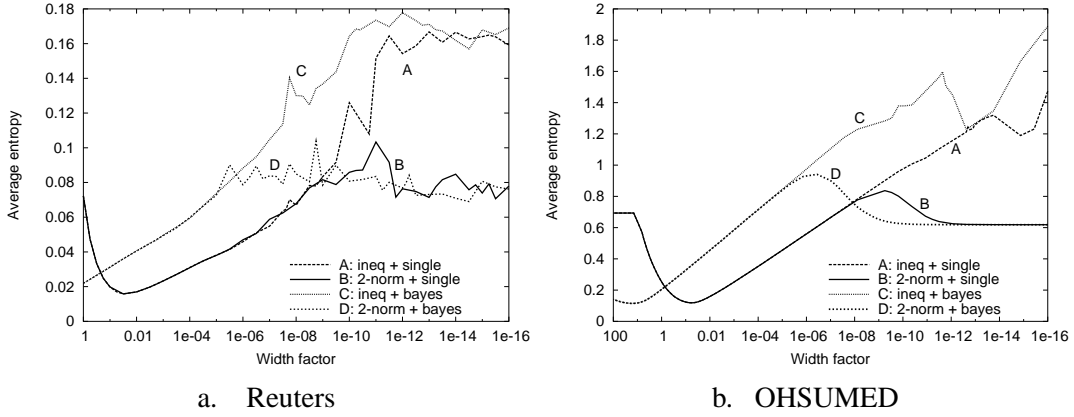 0.18
0.16
0.14
0.12
0.1
0.08
0.06
0.04
0.02
0
Average entropy
C
A
D
B
A: ineq + single
B: 2-norm + single
C: ineq + bayes
D: 2-norm + bayes
1 0.01 1e-04 1e-06 1e-08 1e-10 1e-12 1e-14 1e-16
Width factor
a. Reuters
2
1.8
1.6
1.4
1.2
1
0.8
0.6
0.4
0.2
0
Average entropy
C
A
D
B
A: ineq + single
B: 2-norm + single
C: ineq + bayes
D: 2-norm + bayes
100 1 0.01 1e-04 1e-06 1e-08 1e-10 1e-12 1e-14 1e-16
Width factor
b. OHSUMED